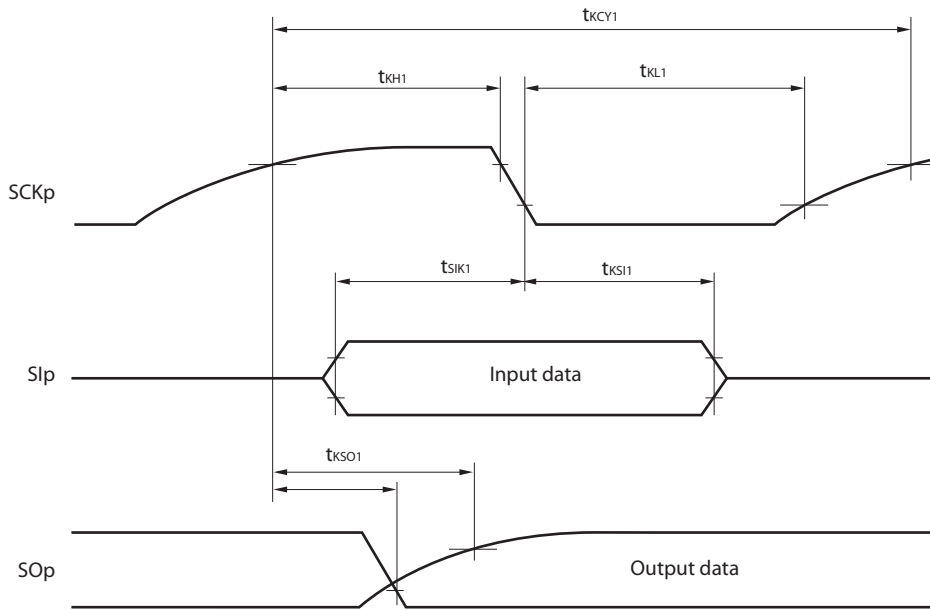 tKCY1
tKH1
tKL1
SCKp
tSIK1
tKSI1
SIp
Input data
tKSO1
SOp
Output data